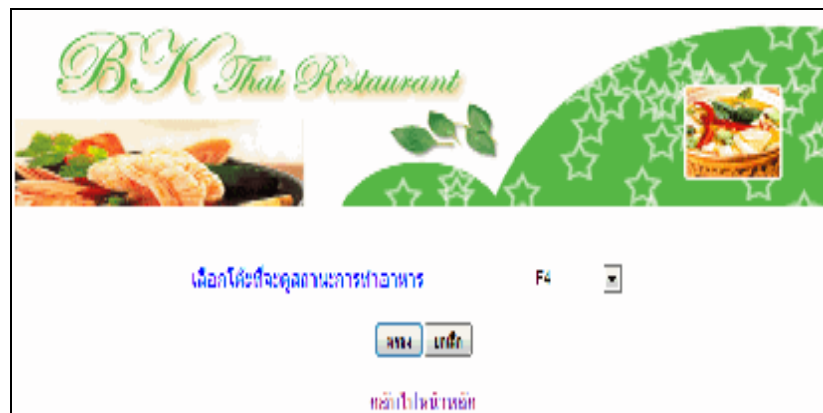 BK Thai Restaurant
เลือกโต๊ะที่จะดูสถานะการทำอาหาร F4
ตกลง ยกเลิก
กลับไปหน้าหลัก